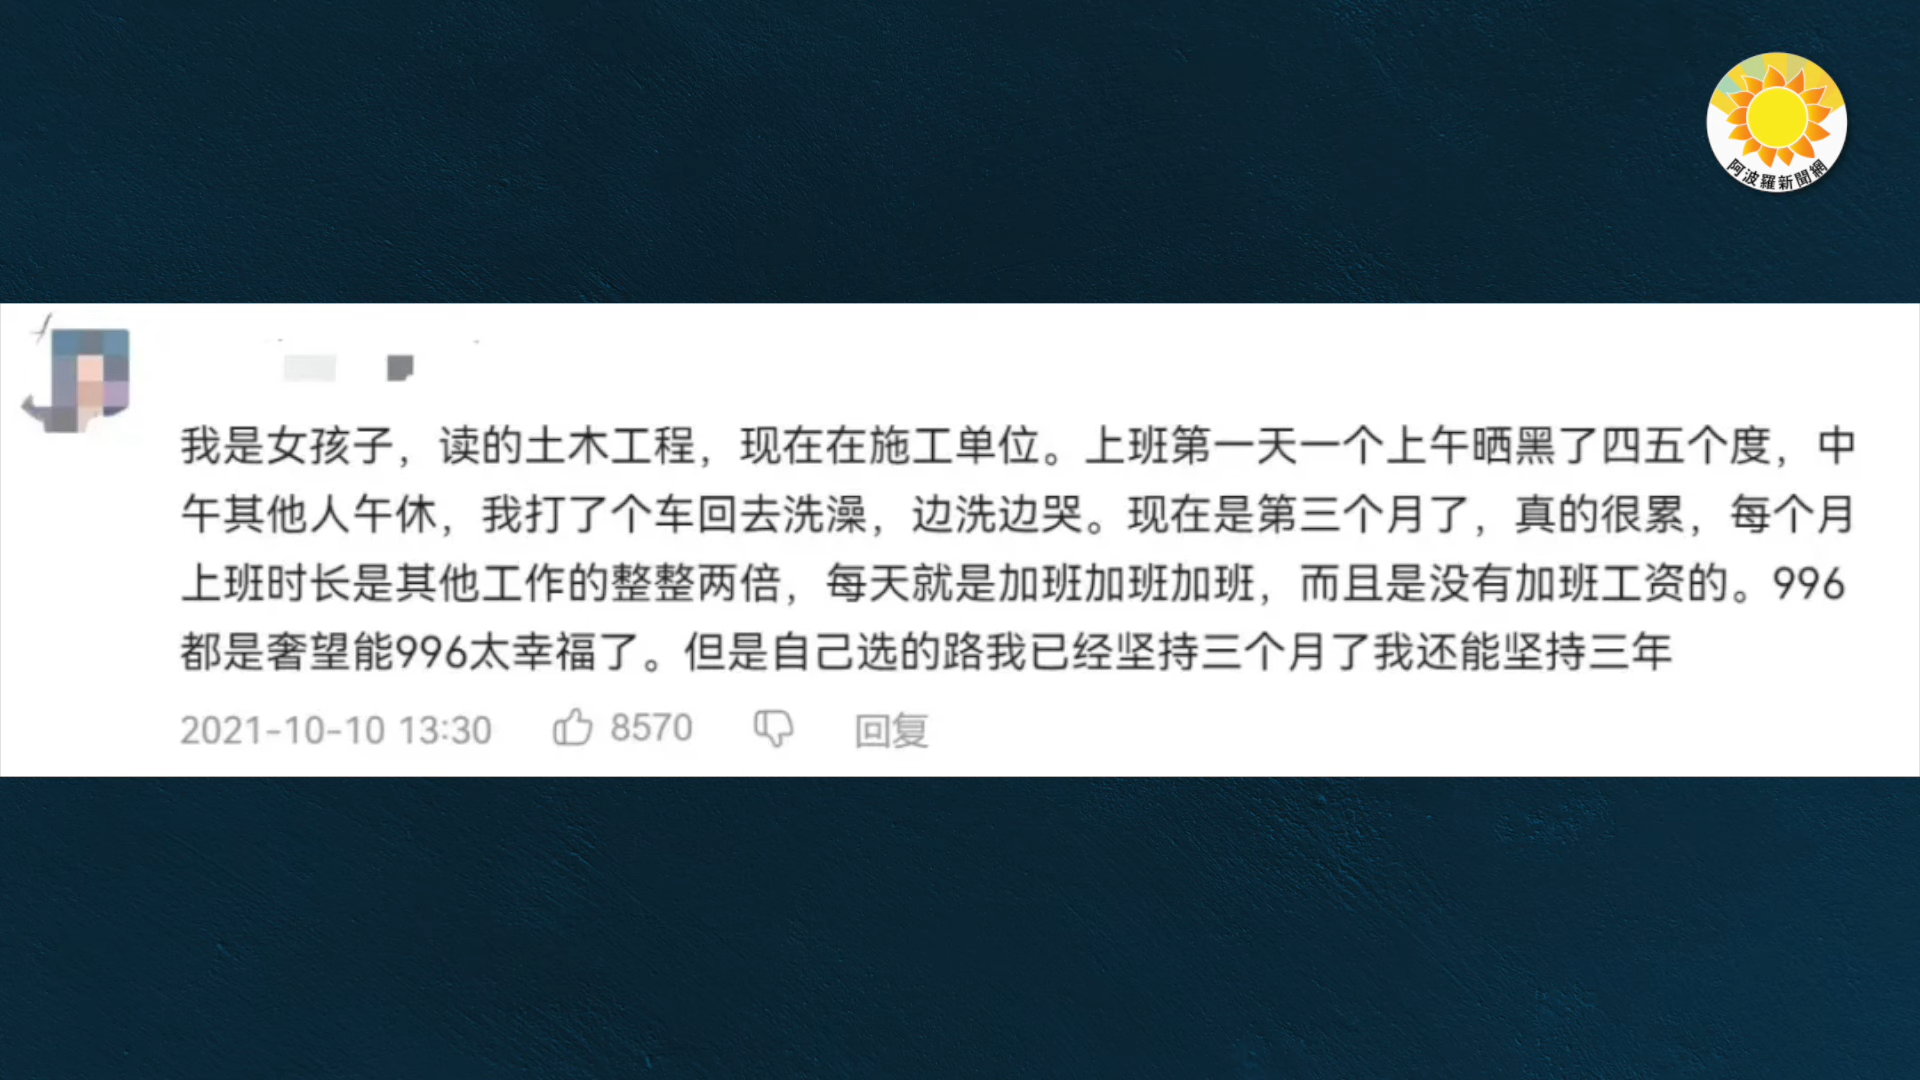 阿波羅新聞網
我是女孩子，读的土木工程，现在在施工单位。上班第一天一个上午晒黑了四五个度，中
午其他人午休，我打了个车回去洗澡，边洗边哭。现在是第三个月了，真的很累，每个月
上班时长是其他工作的整整两倍，每天就是加班加班加班，而且是没有加班工资的。996
都是奢望能996太幸福了。但是自己选的路我已经坚持三个月了我还能坚持三年
2021-10-10 13:30 8570 回复